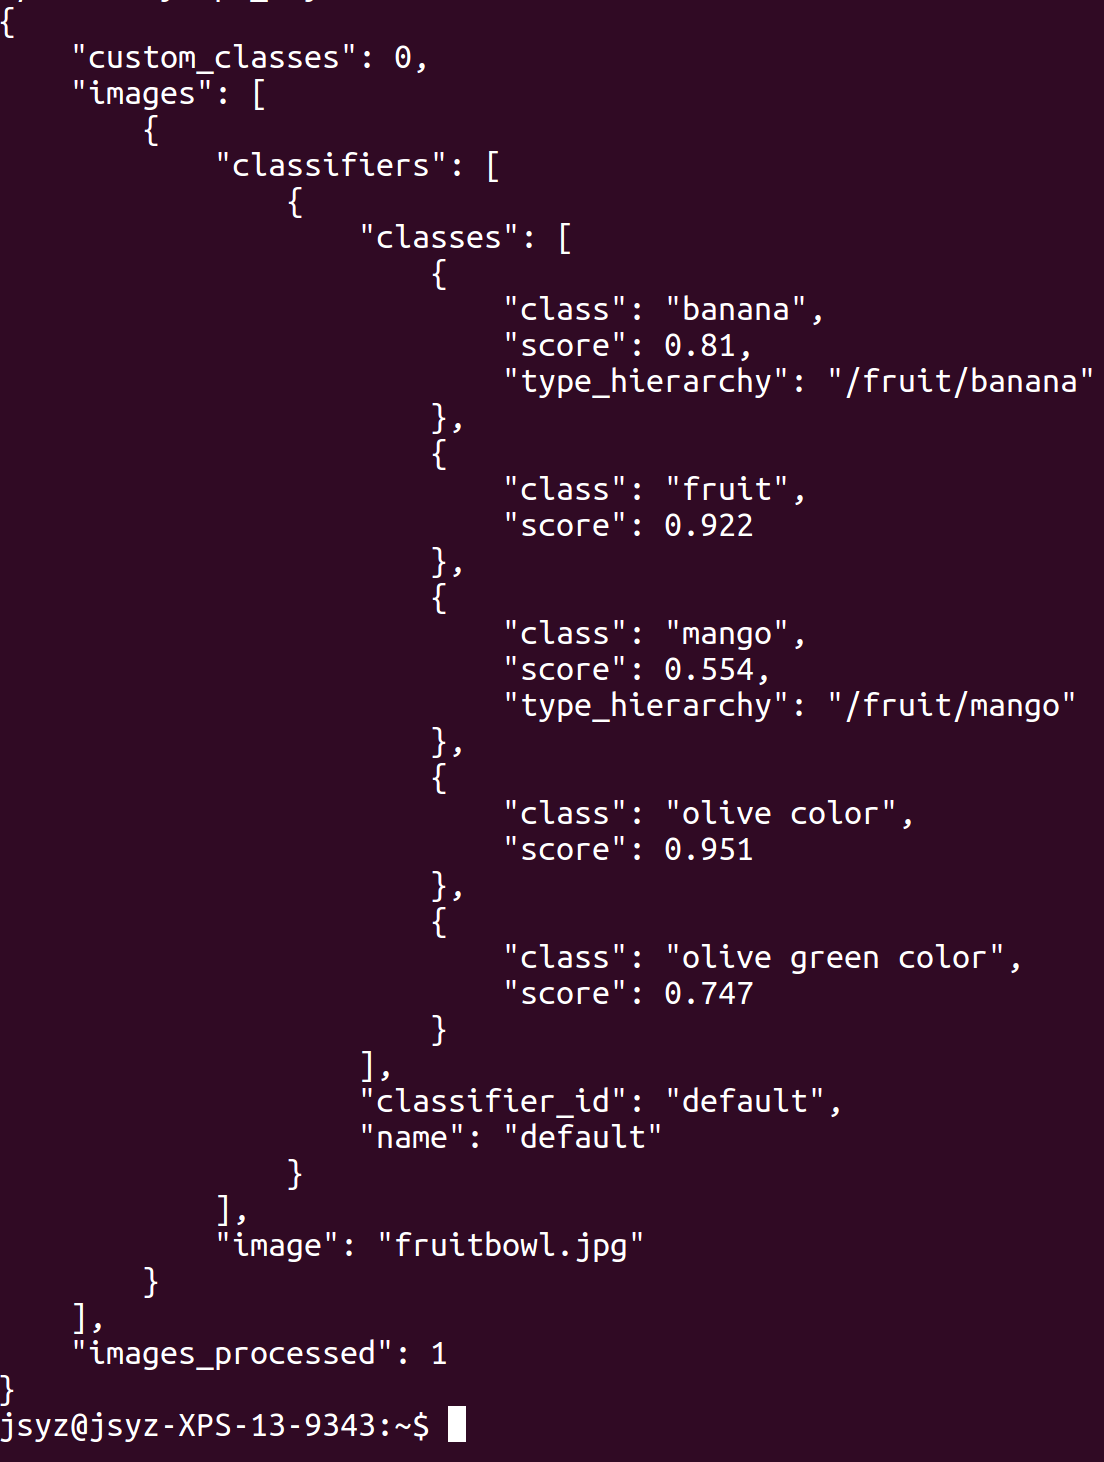 {
    "custom_classes": 0,
    "images": [
        {
            "classifiers": [
                {
                    "classes": [
                        {
                            "class": "banana",
                            "score": 0.81,
                            "type_hierarchy": "/fruit/banana"
                        },
                        {
                            "class": "fruit",
                            "score": 0.922
                        },
                        {
                            "class": "mango",
                            "score": 0.554,
                            "type_hierarchy": "/fruit/mango"
                        },
                        {
                            "class": "olive color",
                            "score": 0.951
                        },
                        {
                            "class": "olive green color",
                            "score": 0.747
                        }
                    ],
                    "classifier_id": "default",
                    "name": "default"
                }
            ],
            "image": "fruitbowl.jpg"
        }
    ],
    "images_processed": 1
}
jsyz@jsyz-XPS-13-9343:~$